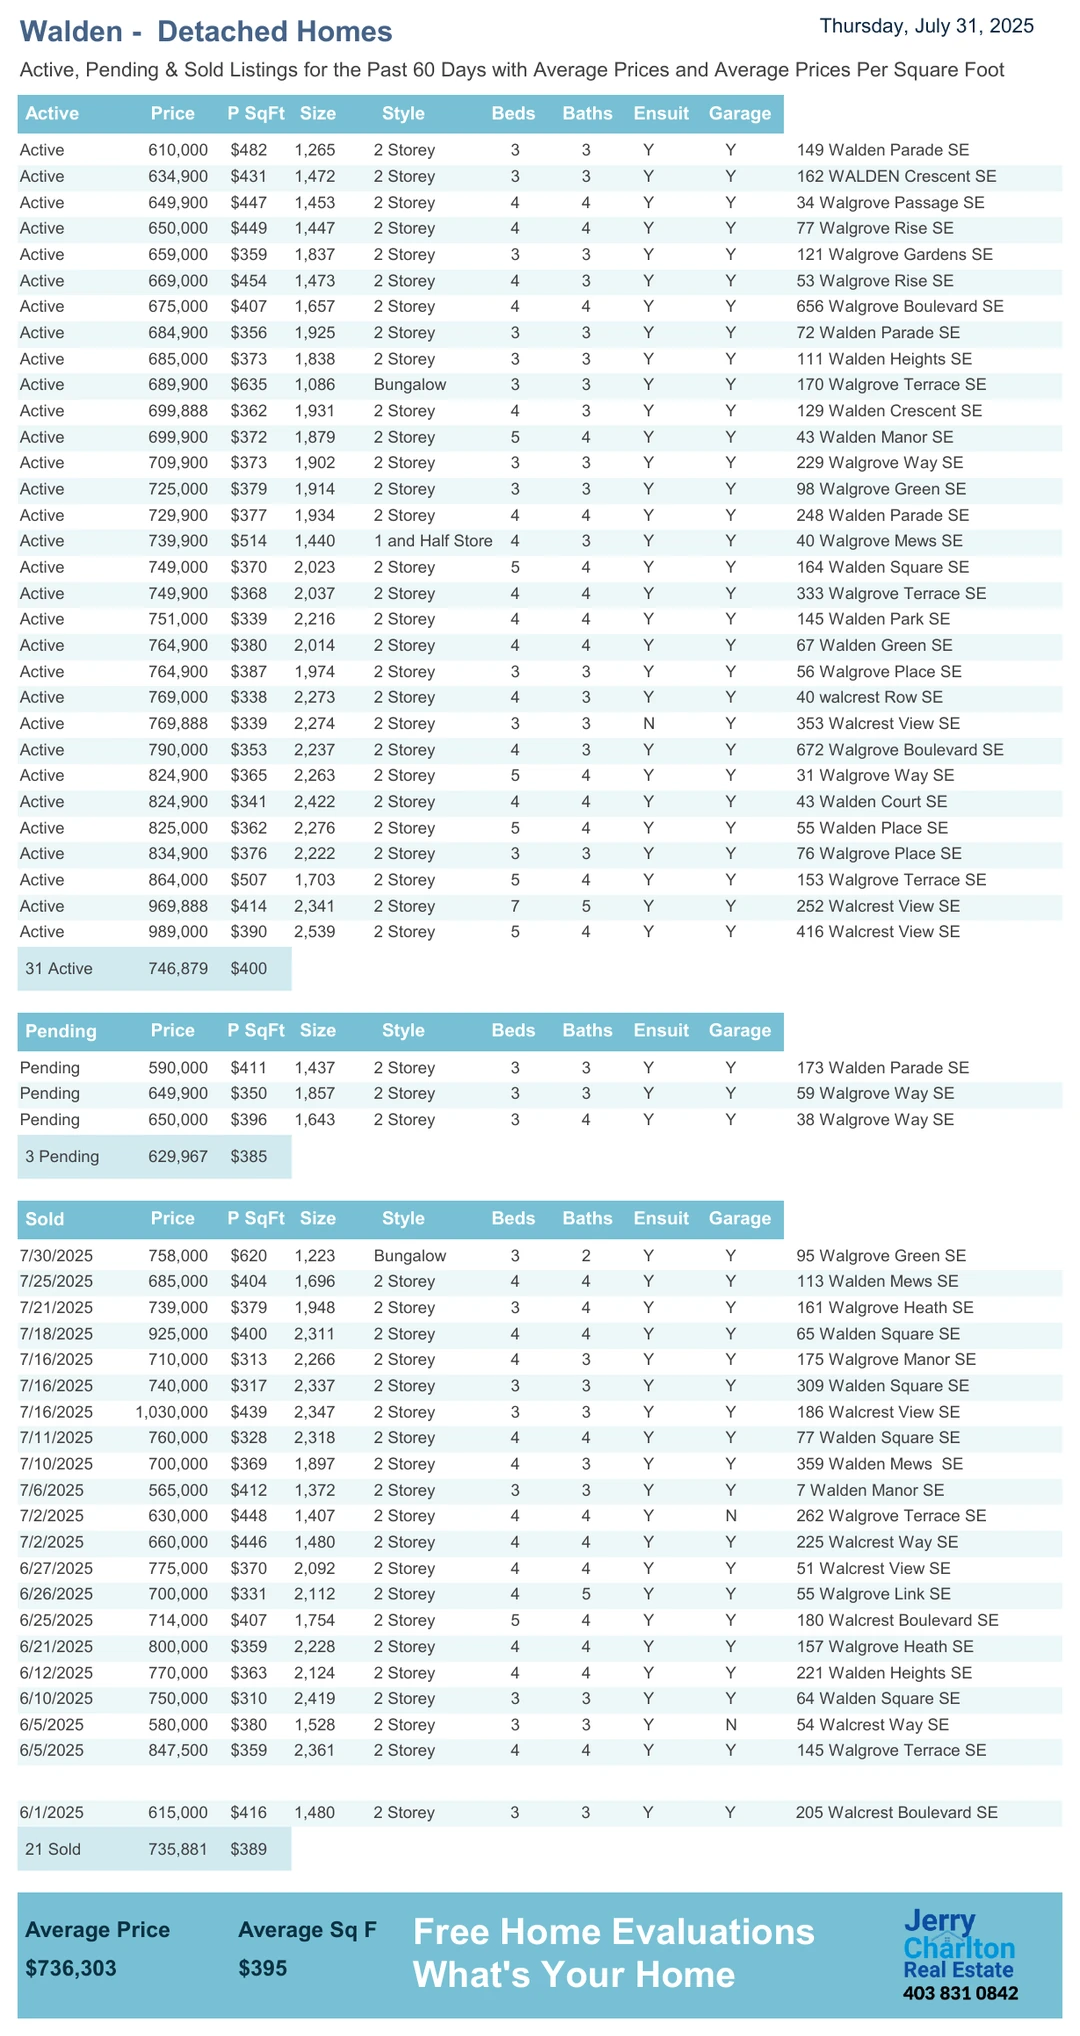 Walden -  Detached Homes
Thursday, July 31, 2025
Active, Pending & Sold Listings for the Past 60 Days with Average Prices and Average Prices Per Square Foot
Active Price P SqFt Size Style Beds Baths Ensuit Garage
Active 610,000 $482 1,265 2 Storey 3 3 Y Y 149 Walden Parade SE
Active 634,900 $431 1,472 2 Storey 3 3 Y Y 162 WALDEN Crescent SE
Active 649,900 $447 1,453 2 Storey 4 4 Y Y 34 Walgrove Passage SE
Active 650,000 $449 1,447 2 Storey 4 4 Y Y 77 Walgrove Rise SE
Active 659,000 $359 1,837 2 Storey 3 3 Y Y 121 Walgrove Gardens SE
Active 669,000 $454 1,473 2 Storey 4 3 Y Y 53 Walgrove Rise SE
Active 675,000 $407 1,657 2 Storey 4 4 Y Y 656 Walgrove Boulevard SE
Active 684,900 $356 1,925 2 Storey 3 3 Y Y 72 Walden Parade SE
Active 685,000 $373 1,838 2 Storey 3 3 Y Y 111 Walden Heights SE
Active 689,900 $635 1,086 Bungalow 3 3 Y Y 170 Walgrove Terrace SE
Active 699,888 $362 1,931 2 Storey 4 3 Y Y 129 Walden Crescent SE
Active 699,900 $372 1,879 2 Storey 5 4 Y Y 43 Walden Manor SE
Active 709,900 $373 1,902 2 Storey 3 3 Y Y 229 Walgrove Way SE
Active 725,000 $379 1,914 2 Storey 3 3 Y Y 98 Walgrove Green SE
Active 729,900 $377 1,934 2 Storey 4 4 Y Y 248 Walden Parade SE
Active 739,900 $514 1,440 1 and Half Store 4 3 Y Y 40 Walgrove Mews SE
Active 749,000 $370 2,023 2 Storey 5 4 Y Y 164 Walden Square SE
Active 749,900 $368 2,037 2 Storey 4 4 Y Y 333 Walgrove Terrace SE
Active 751,000 $339 2,216 2 Storey 4 4 Y Y 145 Walden Park SE
Active 764,900 $380 2,014 2 Storey 4 4 Y Y 67 Walden Green SE
Active 764,900 $387 1,974 2 Storey 3 3 Y Y 56 Walgrove Place SE
Active 769,000 $338 2,273 2 Storey 4 3 Y Y 40 walcrest Row SE
Active 769,888 $339 2,274 2 Storey 3 3 N Y 353 Walcrest View SE
Active 790,000 $353 2,237 2 Storey 4 3 Y Y 672 Walgrove Boulevard SE
Active 824,900 $365 2,263 2 Storey 5 4 Y Y 31 Walgrove Way SE
Active 824,900 $341 2,422 2 Storey 4 4 Y Y 43 Walden Court SE
Active 825,000 $362 2,276 2 Storey 5 4 Y Y 55 Walden Place SE
Active 834,900 $376 2,222 2 Storey 3 3 Y Y 76 Walgrove Place SE
Active 864,000 $507 1,703 2 Storey 5 4 Y Y 153 Walgrove Terrace SE
Active 969,888 $414 2,341 2 Storey 7 5 Y Y 252 Walcrest View SE
Active 989,000 $390 2,539 2 Storey 5 4 Y Y 416 Walcrest View SE
31 Active 746,879 $400
Pending Price P SqFt Size Style Beds Baths Ensuit Garage
Pending 590,000 $411 1,437 2 Storey 3 3 Y Y 173 Walden Parade SE
Pending 649,900 $350 1,857 2 Storey 3 3 Y Y 59 Walgrove Way SE
Pending 650,000 $396 1,643 2 Storey 3 4 Y Y 38 Walgrove Way SE
3 Pending 629,967 $385
Sold Price P SqFt Size Style Beds Baths Ensuit Garage
7/30/2025 758,000 $620 1,223 Bungalow 3 2 Y Y 95 Walgrove Green SE
7/25/2025 685,000 $404 1,696 2 Storey 4 4 Y Y 113 Walden Mews SE
7/21/2025 739,000 $379 1,948 2 Storey 3 4 Y Y 161 Walgrove Heath SE
7/18/2025 925,000 $400 2,311 2 Storey 4 4 Y Y 65 Walden Square SE
7/16/2025 710,000 $313 2,266 2 Storey 4 3 Y Y 175 Walgrove Manor SE
7/16/2025 740,000 $317 2,337 2 Storey 3 3 Y Y 309 Walden Square SE
7/16/2025 1,030,000 $439 2,347 2 Storey 3 3 Y Y 186 Walcrest View SE
7/11/2025 760,000 $328 2,318 2 Storey 4 4 Y Y 77 Walden Square SE
7/10/2025 700,000 $369 1,897 2 Storey 4 3 Y Y 359 Walden Mews  SE
7/6/2025 565,000 $412 1,372 2 Storey 3 3 Y Y 7 Walden Manor SE
7/2/2025 630,000 $448 1,407 2 Storey 4 4 Y N 262 Walgrove Terrace SE
7/2/2025 660,000 $446 1,480 2 Storey 4 4 Y Y 225 Walcrest Way SE
6/27/2025 775,000 $370 2,092 2 Storey 4 4 Y Y 51 Walcrest View SE
6/26/2025 700,000 $331 2,112 2 Storey 4 5 Y Y 55 Walgrove Link SE
6/25/2025 714,000 $407 1,754 2 Storey 5 4 Y Y 180 Walcrest Boulevard SE
6/21/2025 800,000 $359 2,228 2 Storey 4 4 Y Y 157 Walgrove Heath SE
6/12/2025 770,000 $363 2,124 2 Storey 4 4 Y Y 221 Walden Heights SE
6/10/2025 750,000 $310 2,419 2 Storey 3 3 Y Y 64 Walden Square SE
6/5/2025 580,000 $380 1,528 2 Storey 3 3 Y N 54 Walcrest Way SE
6/5/2025 847,500 $359 2,361 2 Storey 4 4 Y Y 145 Walgrove Terrace SE
6/1/2025 615,000 $416 1,480 2 Storey 3 3 Y Y 205 Walcrest Boulevard SE
21 Sold 735,881 $389
Average Price Average Sq F
$736,303 $395
Free Home Evaluations
What's Your Home
Jerry
Charlton
Real Estate
403 831 0842